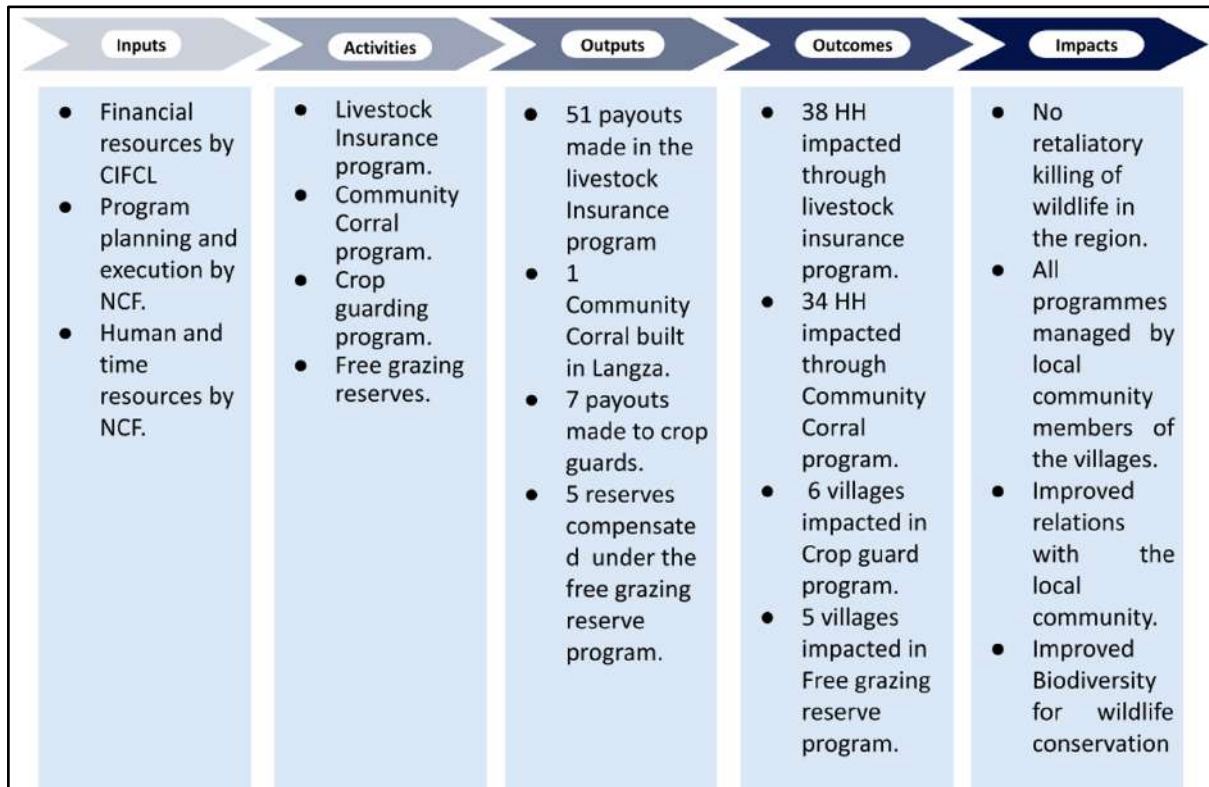 Inputs
Activities
Outputs
Outcomes
Impacts
● Financial
resources by
CIFCL
● Program
planning and
execution by
NCF.
● Human and
time
resources by
NCF.
● Livestock
Insurance
program.
● Community
Corral
program.
● Crop
guarding
program.
● Free grazing
reserves.
● 51 payouts
made in the
livestock
Insurance
program
● 1
Community
Corral built
in Langza.
● 7 payouts
made to crop
guards.
● 5 reserves
compensate
d under the
free grazing
reserve
program.
● 38 HH
impacted
through
livestock
insurance
program.
● 34 HH
impacted
through
Community
Corral
program.
● 6 villages
impacted in
Crop guard
program.
● 5 villages
impacted in
Free grazing
reserve
program.
● No
retaliatory
killing of
wildlife in
the region.
● All
programmes
managed by
local
community
members of
the villages.
● Improved
relations
with the
local
community.
● Improved
Biodiversity
for wildlife
conservation